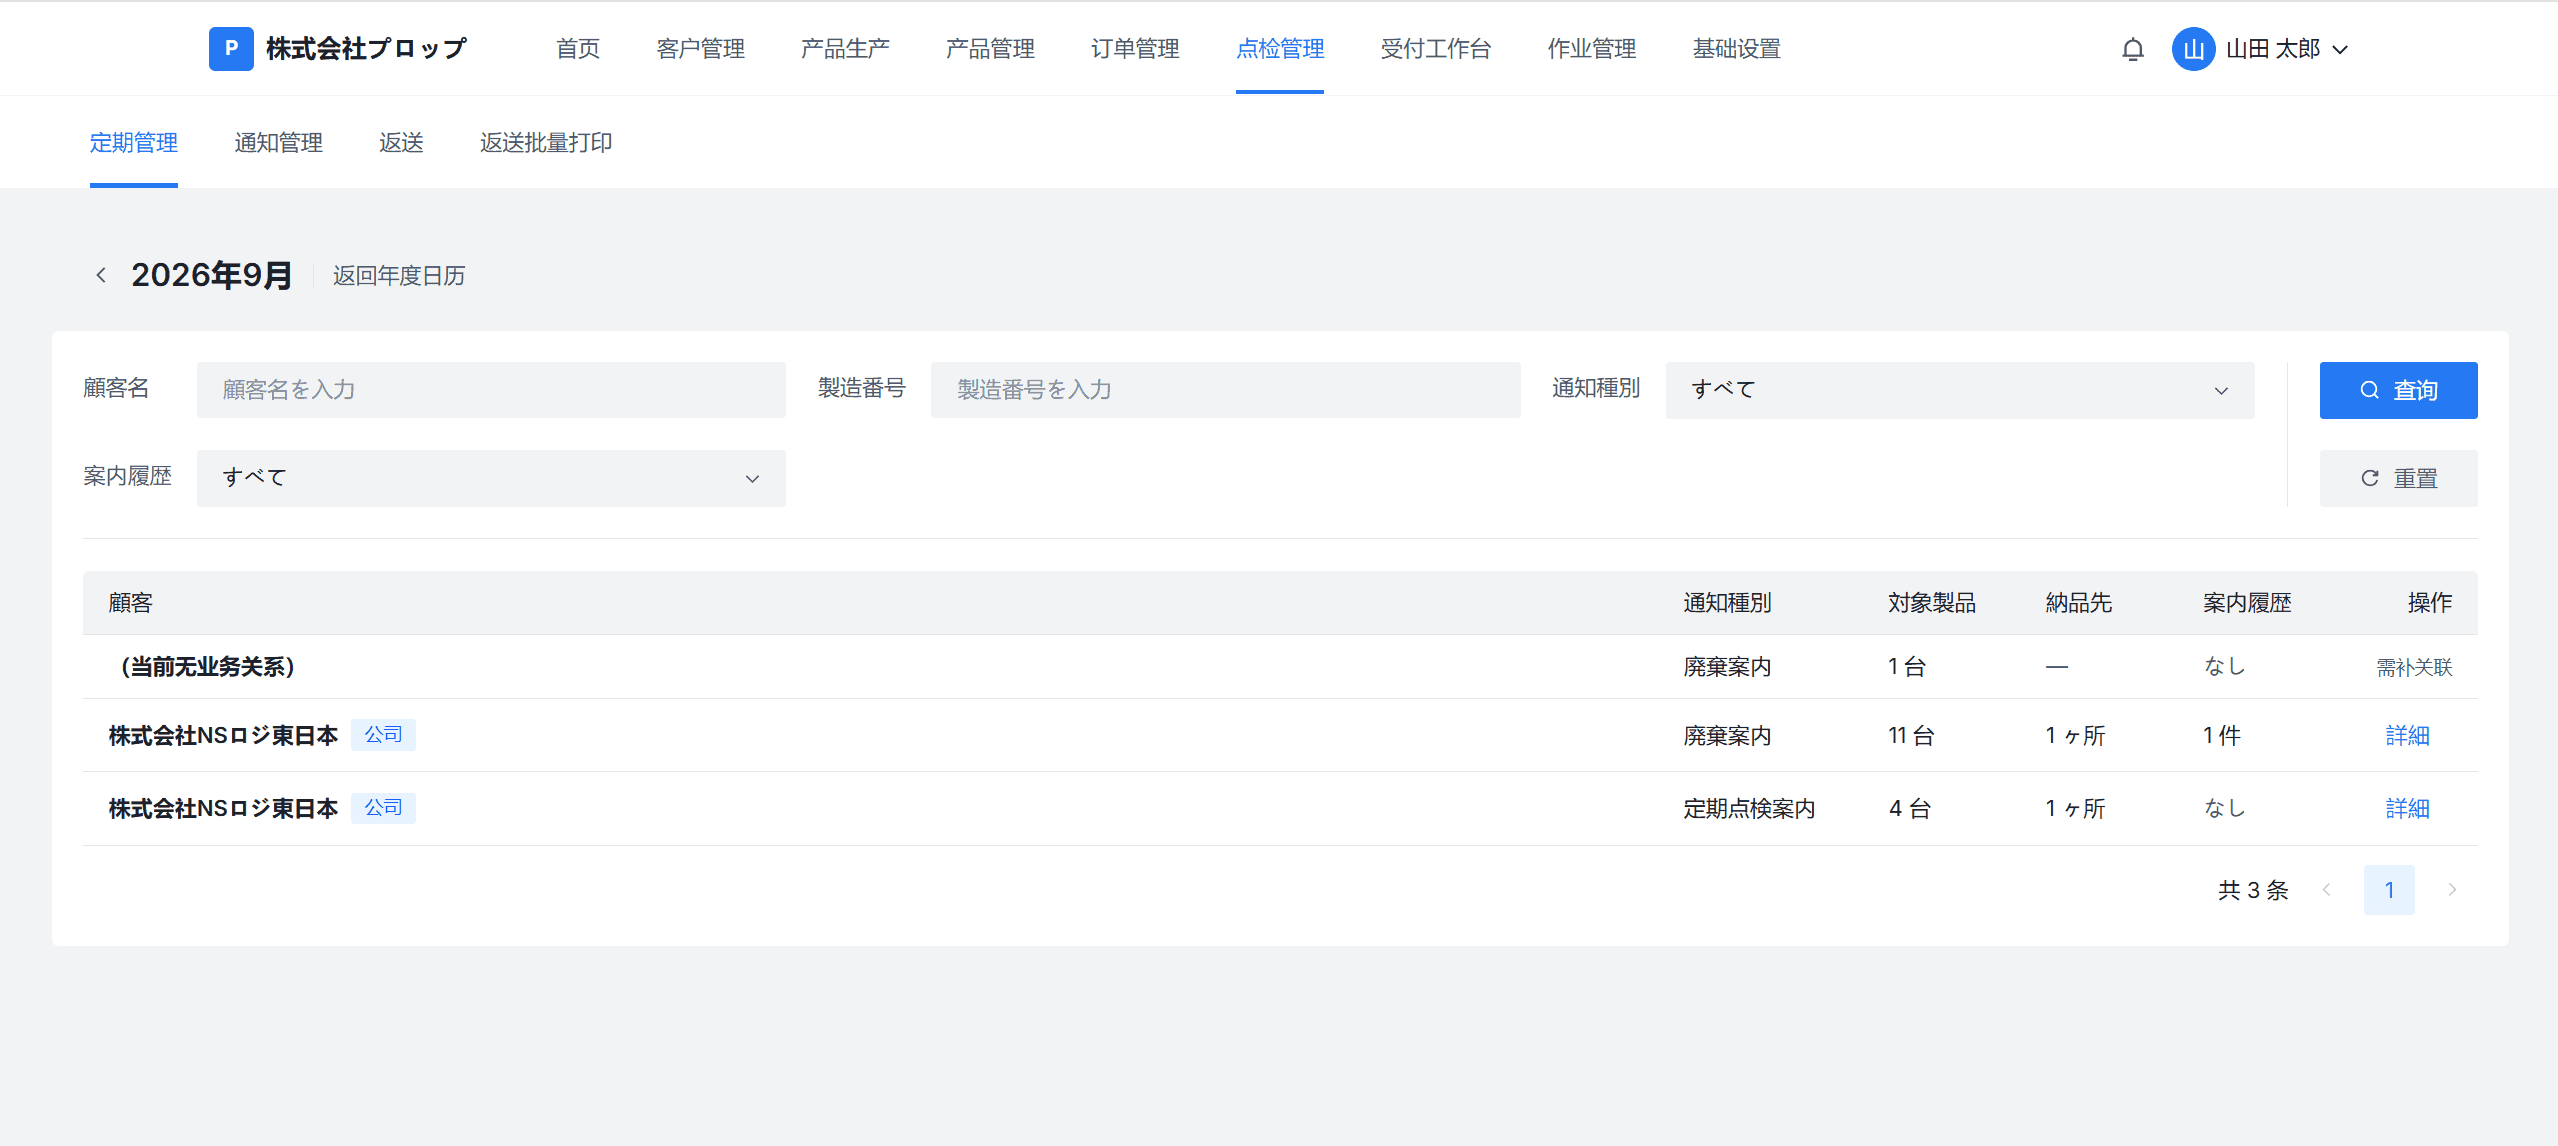 P 株式会社プロップ 首页 客户管理 产品生产 产品管理 订单管理 点检管理 受付工作台 作业管理 基础设置 山 山田 太郎
定期管理 通知管理 返送 返送批量打印
2026年9月 返回年度日历
顧客名 顧客名を入力 製造番号 製造番号を入力 通知種別 すべて 查询
案内履歴 すべて 重置
顧客 通知種別 対象製品 納品先 案内履歴 操作
（当前无业务关系） 廃棄案内 1 台 — なし 需补关联
株式会社NSロジ東日本 公司 廃棄案内 11 台 1 ヶ所 1 件 詳細
株式会社NSロジ東日本 公司 定期点検案内 4 台 1 ヶ所 なし 詳細
共 3 条 1